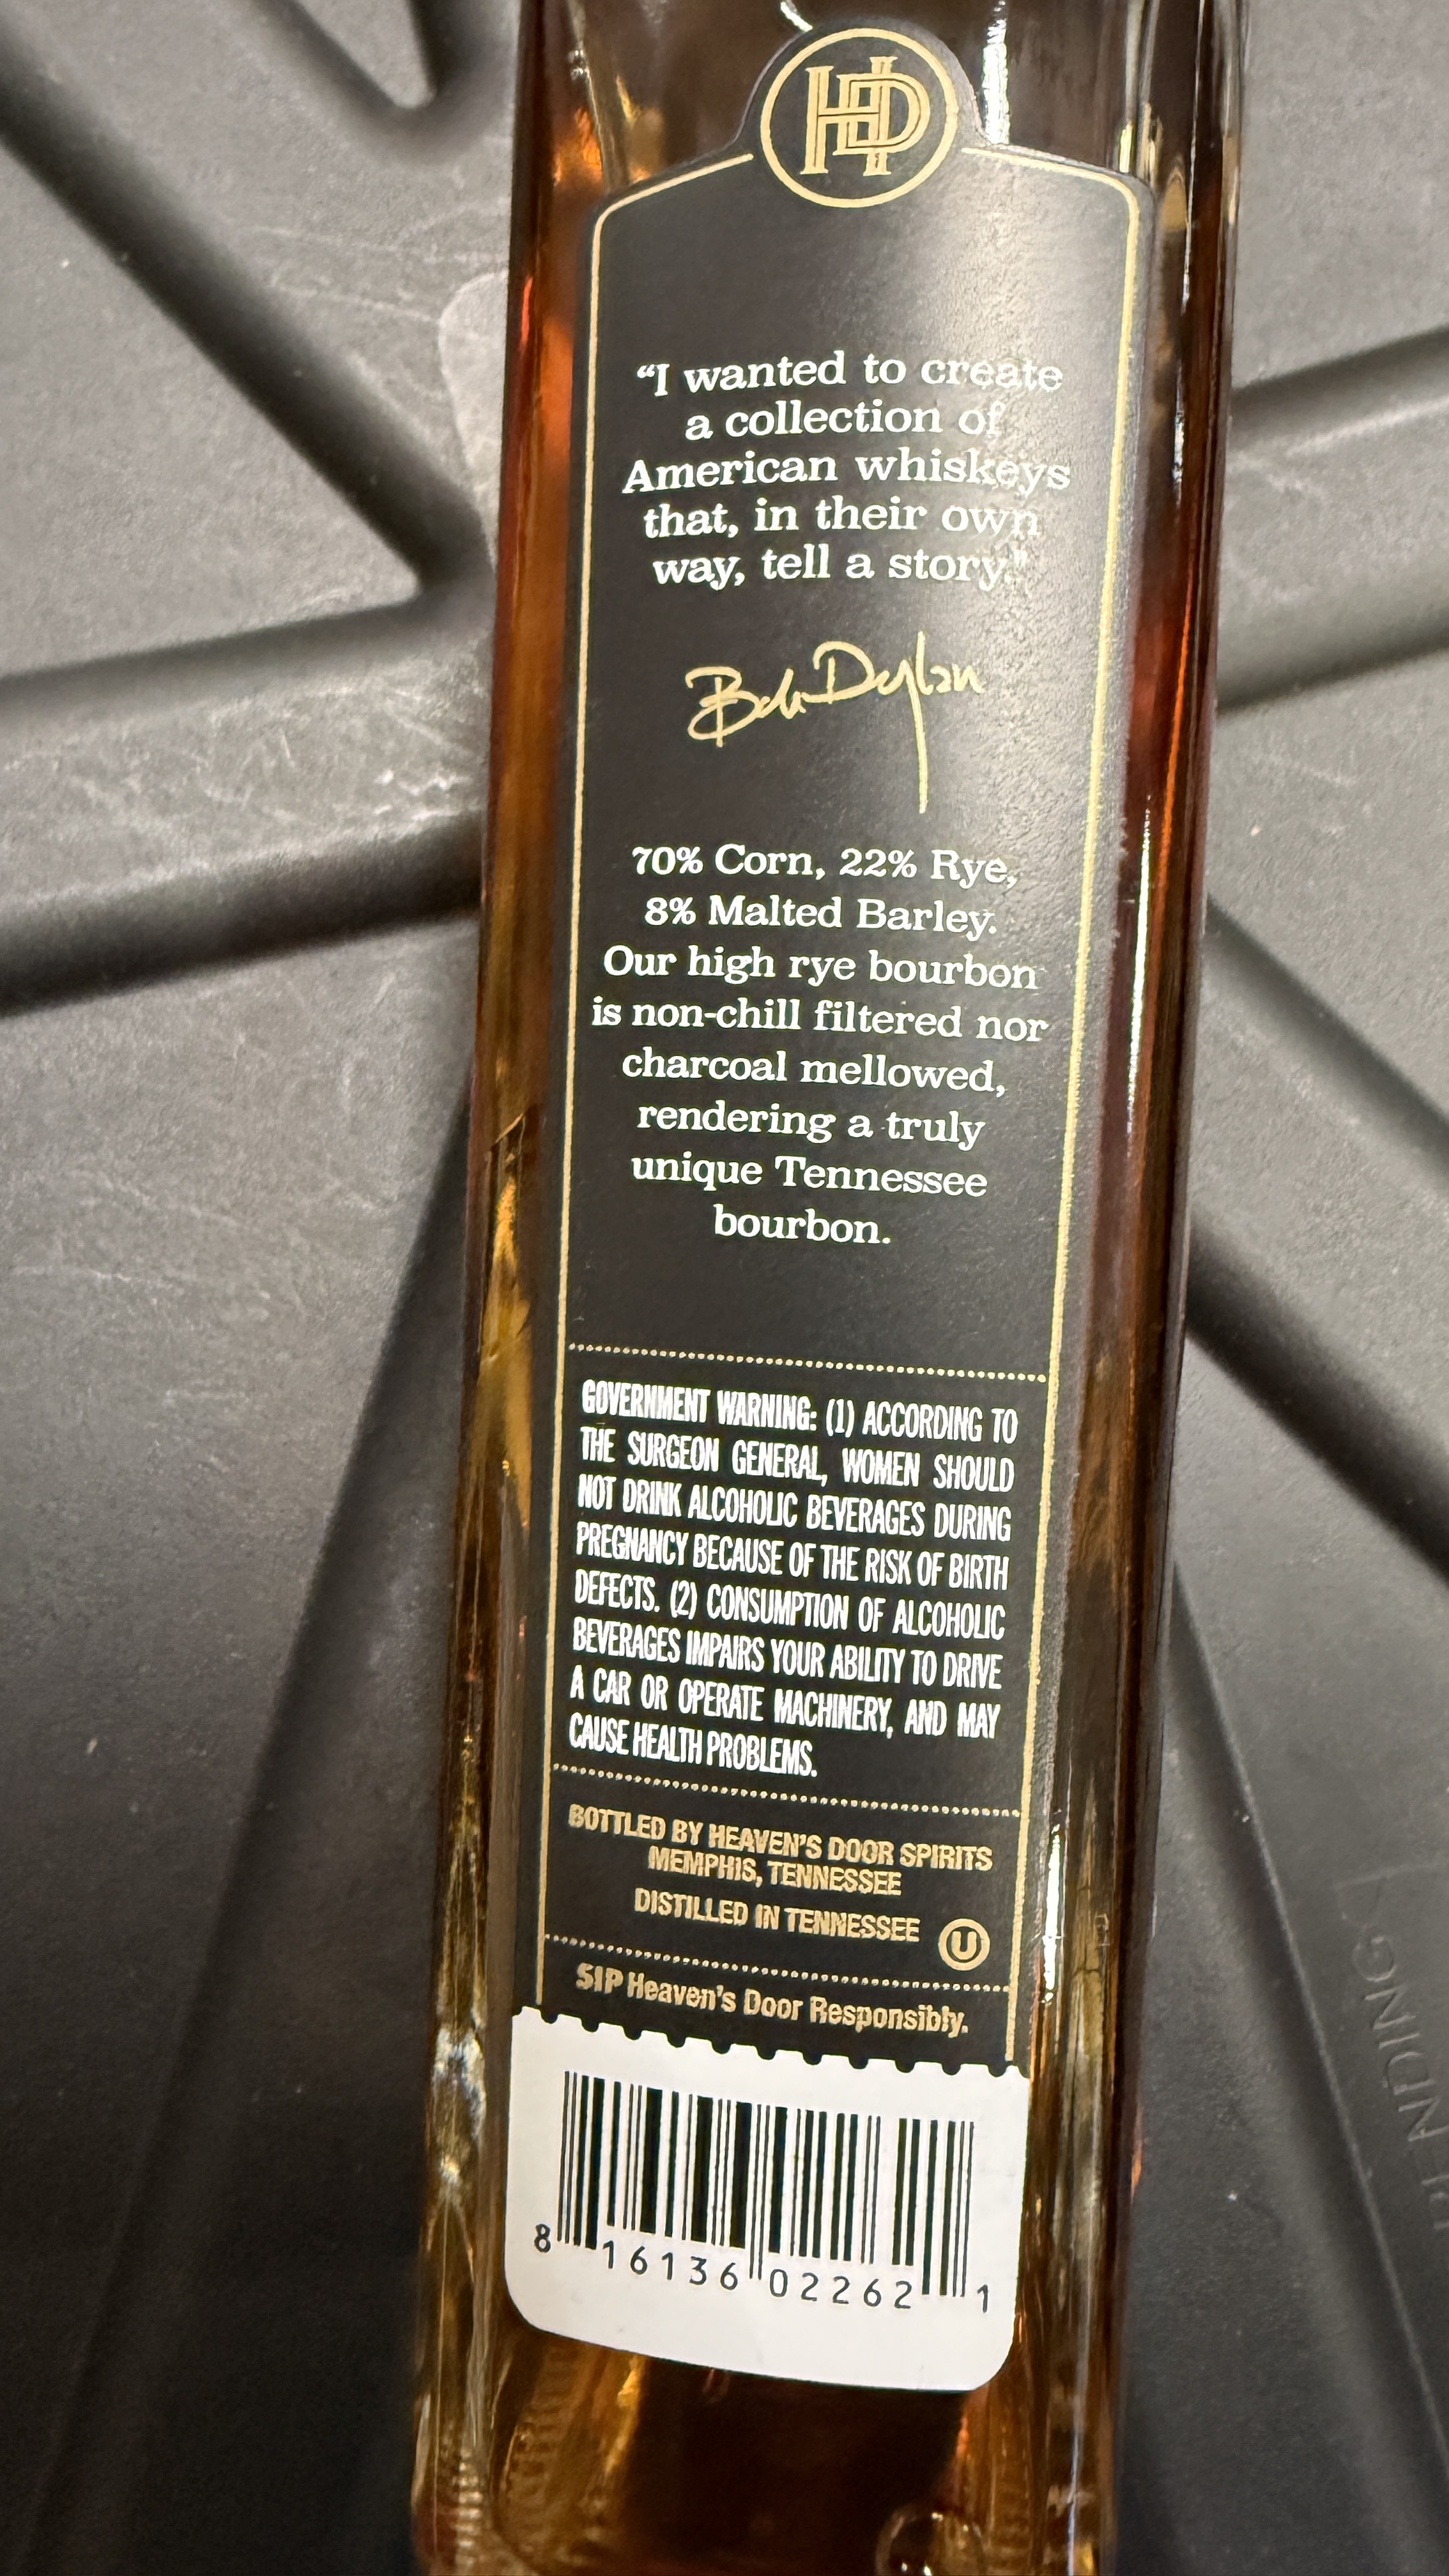 HD
“I wanted to create
a collection of
American whiskeys
that, in their own
way, tell a story.”
Bob Dylan
70% Corn, 22% Rye,
8% Malted Barley.
Our high rye bourbon
is non-chill filtered nor
charcoal mellowed,
rendering a truly
unique Tennessee
bourbon.
GOVERNMENT WARNING: (1) ACCORDING TO
THE SURGEON GENERAL, WOMEN SHOULD
NOT DRINK ALCOHOLIC BEVERAGES DURING
PREGNANCY BECAUSE OF THE RISK OF BIRTH
DEFECTS. (2) CONSUMPTION OF ALCOHOLIC
BEVERAGES IMPAIRS YOUR ABILITY TO DRIVE
A CAR OR OPERATE MACHINERY, AND MAY
CAUSE HEALTH PROBLEMS.
BOTTLED BY HEAVEN'S DOOR SPIRITS
MEMPHIS, TENNESSEE
DISTILLED IN TENNESSEE
U
SIP Heaven's Door Responsibly.
8 16136 02262 1